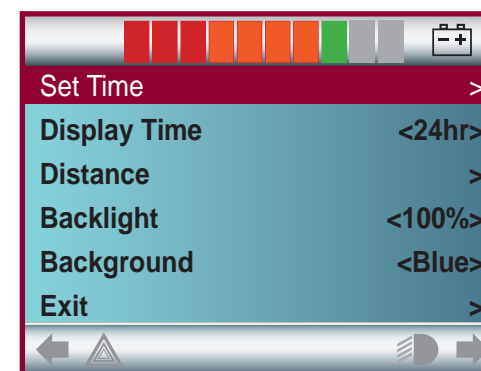 Set Time >
Display Time <24hr>
Distance >
Backlight <100%>
Background <Blue>
Exit >